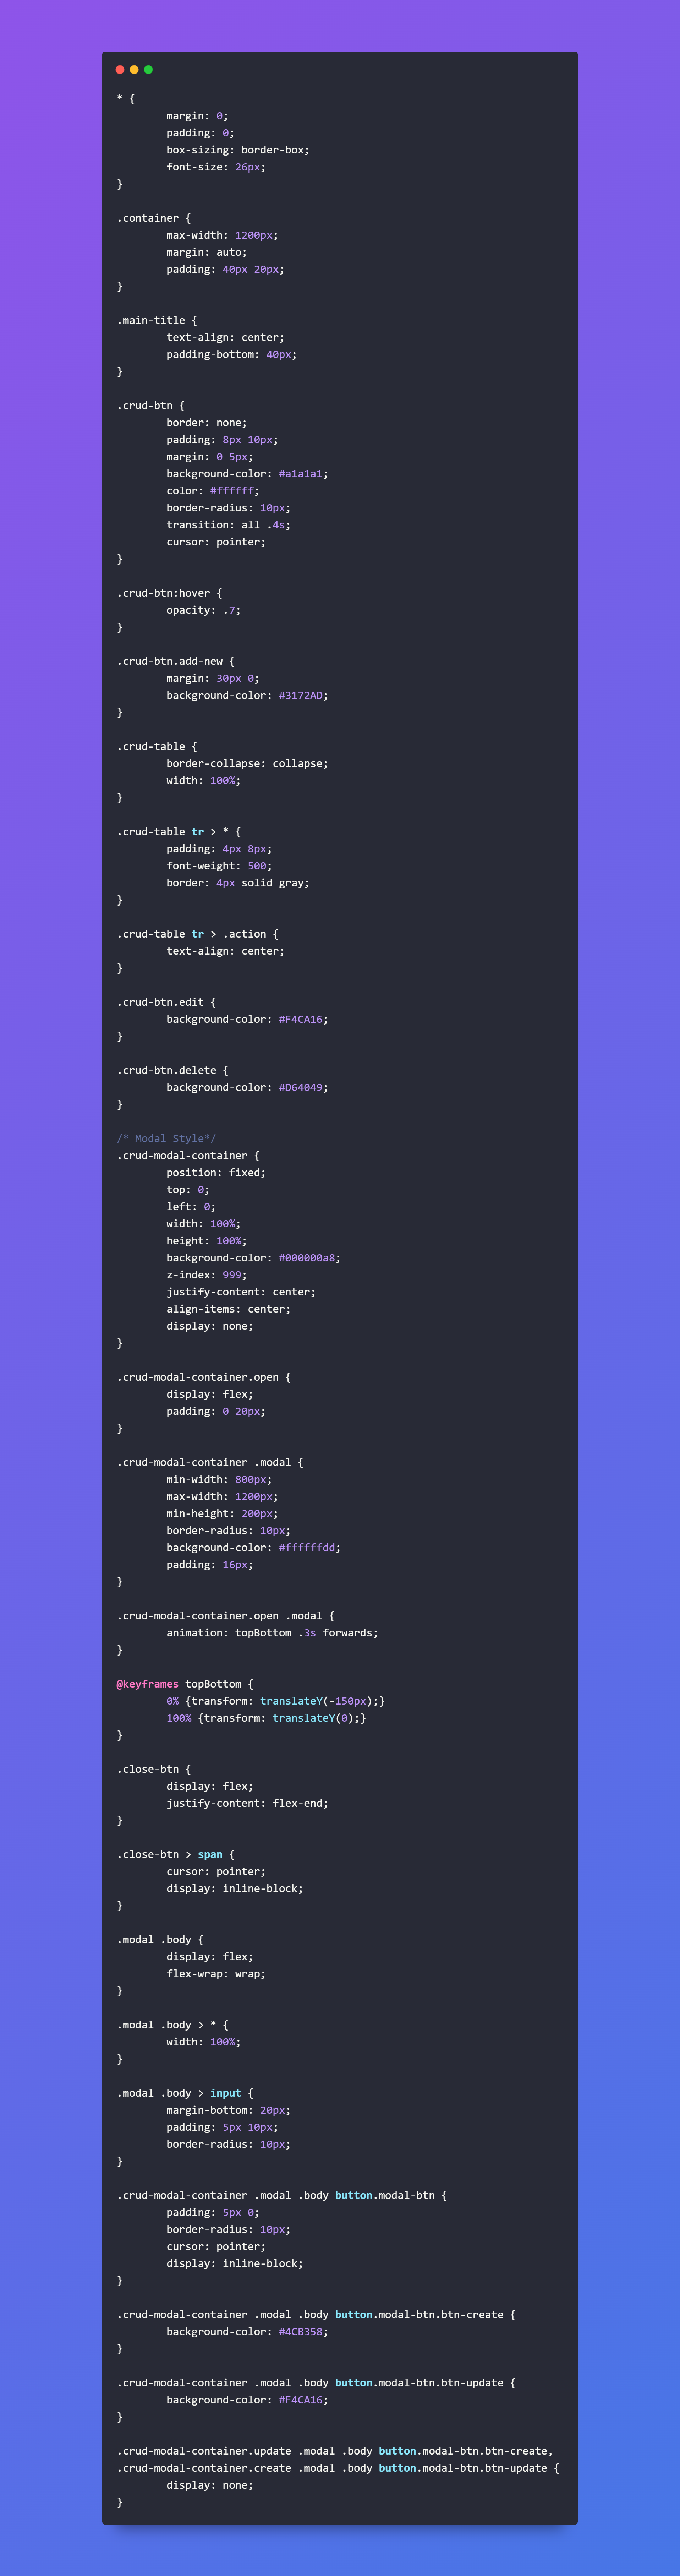 * {
        margin: 0;
        padding: 0;
        box-sizing: border-box;
        font-size: 26px;
}

.container {
        max-width: 1200px;
        margin: auto;
        padding: 40px 20px;
}

.main-title {
        text-align: center;
        padding-bottom: 40px;
}

.crud-btn {
        border: none;
        padding: 8px 10px;
        margin: 0 5px;
        background-color: #a1a1a1;
        color: #ffffff;
        border-radius: 10px;
        transition: all .4s;
        cursor: pointer;
}

.crud-btn:hover {
        opacity: .7;
}

.crud-btn.add-new {
        margin: 30px 0;
        background-color: #3172AD;
}

.crud-table {
        border-collapse: collapse;
        width: 100%;
}

.crud-table tr > * {
        padding: 4px 8px;
        font-weight: 500;
        border: 4px solid gray;
}

.crud-table tr > .action {
        text-align: center;
}

.crud-btn.edit {
        background-color: #F4CA16;
}

.crud-btn.delete {
        background-color: #D64049;
}

/* Modal Style*/
.crud-modal-container {
        position: fixed;
        top: 0;
        left: 0;
        width: 100%;
        height: 100%;
        background-color: #000000a8;
        z-index: 999;
        justify-content: center;
        align-items: center;
        display: none;
}

.crud-modal-container.open {
        display: flex;
        padding: 0 20px;
}

.crud-modal-container .modal {
        min-width: 800px;
        max-width: 1200px;
        min-height: 200px;
        border-radius: 10px;
        background-color: #ffffffdd;
        padding: 16px;
}

.crud-modal-container.open .modal {
        animation: topBottom .3s forwards;
}

@keyframes topBottom {
        0% {transform: translateY(-150px);}
        100% {transform: translateY(0);}
}

.close-btn {
        display: flex;
        justify-content: flex-end;
}

.close-btn > span {
        cursor: pointer;
        display: inline-block;
}

.modal .body {
        display: flex;
        flex-wrap: wrap;
}

.modal .body > * {
        width: 100%;
}

.modal .body > input {
        margin-bottom: 20px;
        padding: 5px 10px;
        border-radius: 10px;
}

.crud-modal-container .modal .body button.modal-btn {
        padding: 5px 0;
        border-radius: 10px;
        cursor: pointer;
        display: inline-block;
}

.crud-modal-container .modal .body button.modal-btn.btn-create {
        background-color: #4CB358;
}

.crud-modal-container .modal .body button.modal-btn.btn-update {
        background-color: #F4CA16;
}

.crud-modal-container.update .modal .body button.modal-btn.btn-create,
.crud-modal-container.create .modal .body button.modal-btn.btn-update {
        display: none;
}